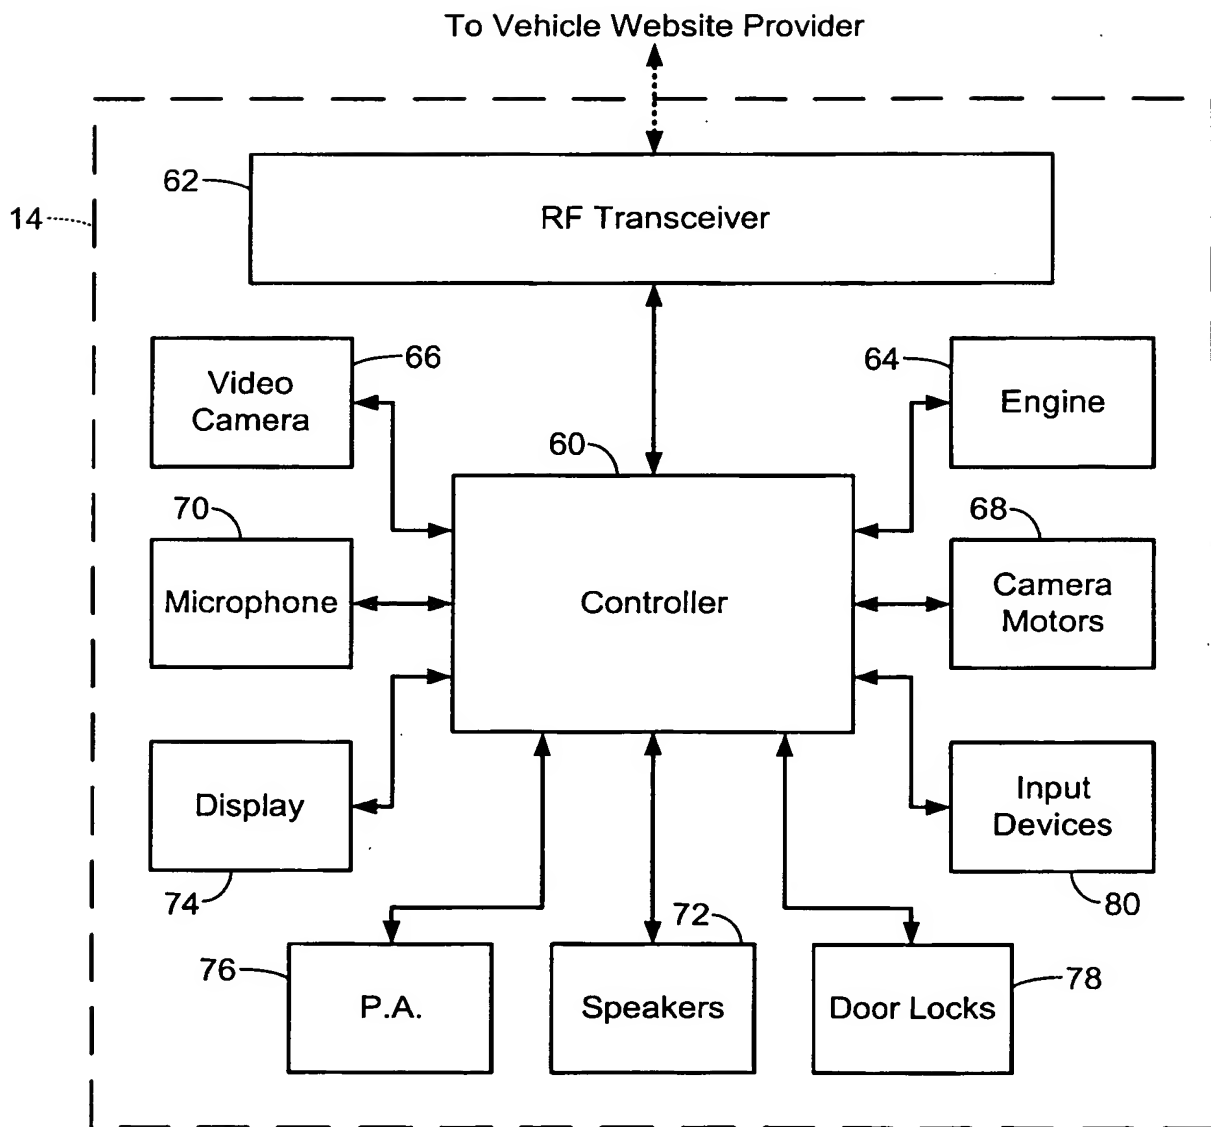 To Vehicle Website Provider
62
14
RF Transceiver
66
64
Video
Camera
Engine
60
70
68
Microphone
Controller
Camera
Motors
Display
Input
Devices
74
72
80
76
P.A.
Speakers
Door Locks
78